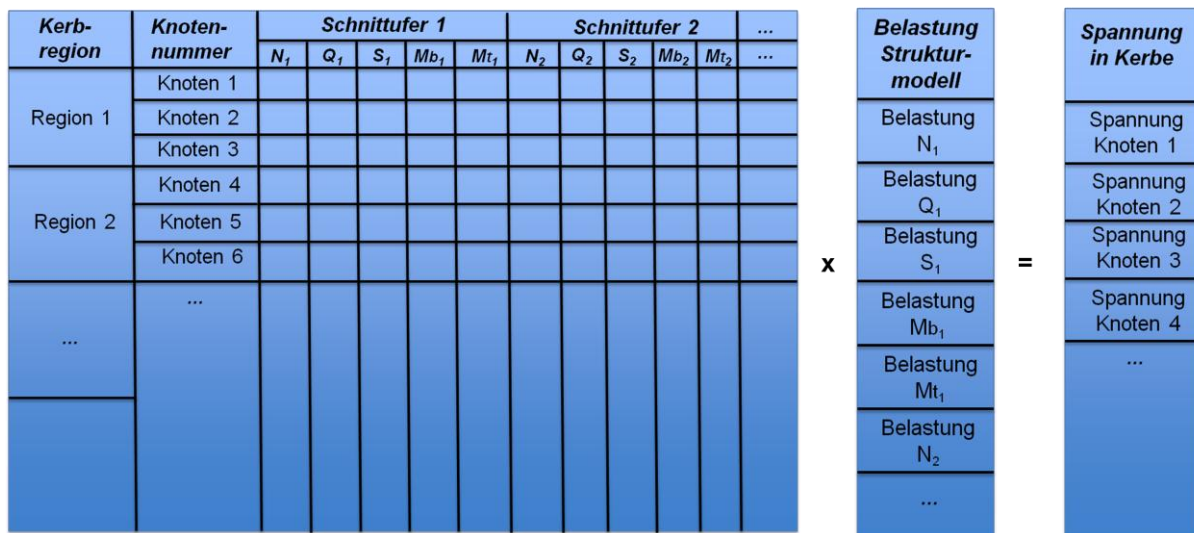 Kerb-
region
Knoten-
nummer
Schnittufer 1
Schnittufer 2
...
N₁ Q₁ S₁ Mb₁ Mt₁ N₂ Q₂ S₂ Mb₂ Mt₂ ...
Region 1
Knoten 1
Knoten 2
Knoten 3
Region 2
Knoten 4
Knoten 5
Knoten 6
...
...
x
Belastung
Struktur-
modell
Belastung
N₁
Belastung
Q₁
Belastung
S₁
Belastung
Mb₁
Belastung
Mt₁
Belastung
N₂
...
=
Spannung
in Kerbe
Spannung
Knoten 1
Spannung
Knoten 2
Spannung
Knoten 3
Spannung
Knoten 4
...